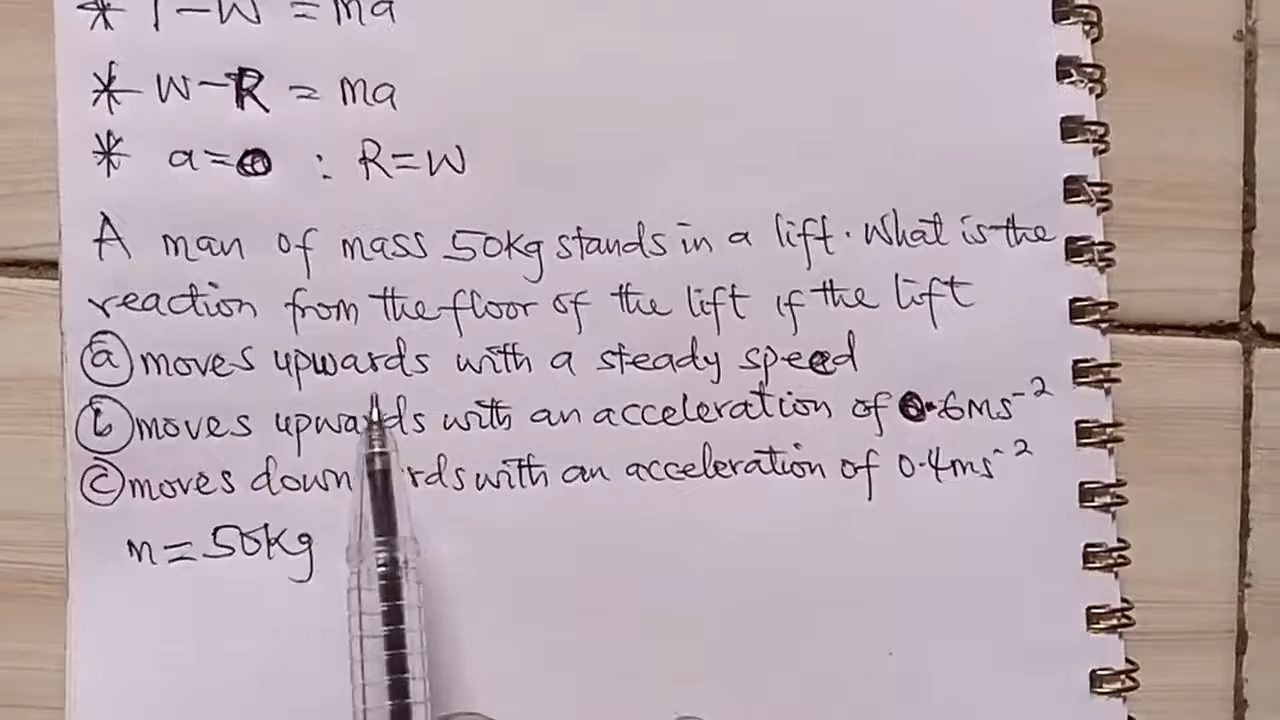 * T-W = ma
* W-R = ma
* a=0 : R=W
A man of mass 50kg stands in a lift. What is the
reaction from the floor of the lift if the lift
(a) moves upwards with a steady speed
(b) moves upwards with an acceleration of 0.6ms⁻²
(c) moves downwards with an acceleration of 0.4ms⁻²
m=50kg